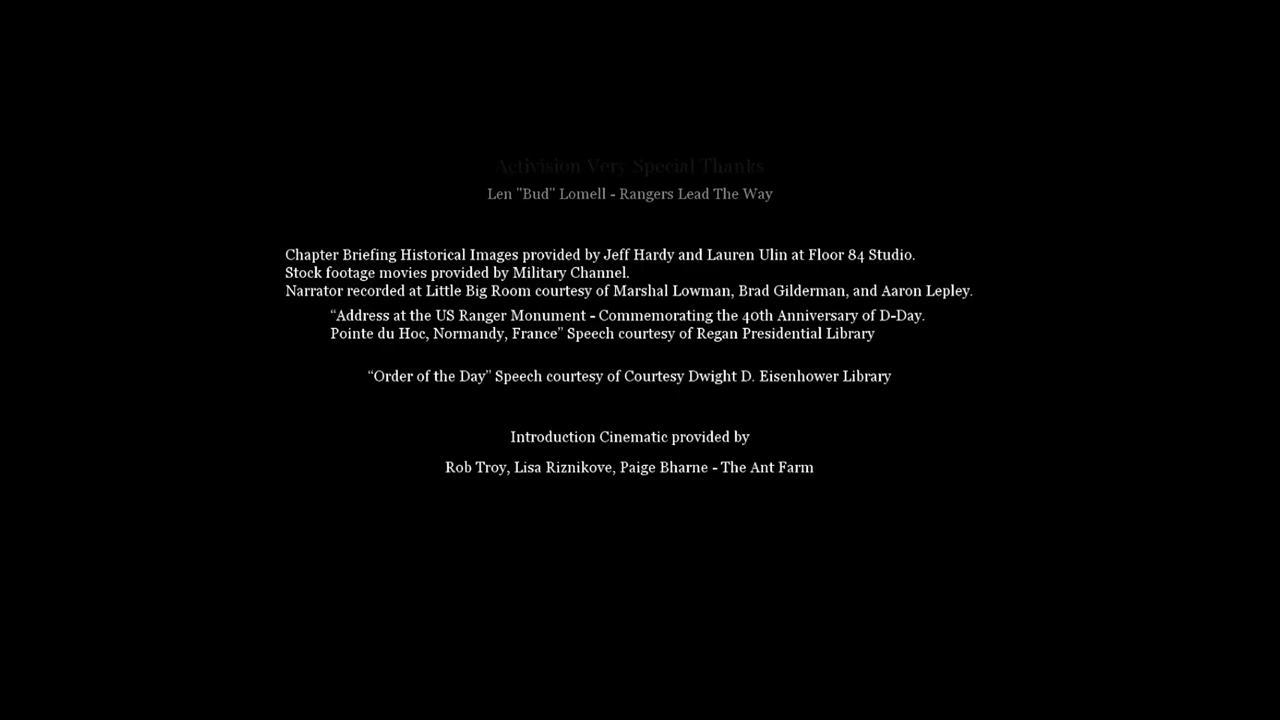 Activision Very Special Thanks
Len "Bud" Lomell - Rangers Lead The Way
Chapter Briefing Historical Images provided by Jeff Hardy and Lauren Ulin at Floor 84 Studio.
Stock footage movies provided by Military Channel.
Narrator recorded at Little Big Room courtesy of Marshal Lowman, Brad Gilderman, and Aaron Lepley.
“Address at the US Ranger Monument - Commemorating the 40th Anniversary of D-Day.
Pointe du Hoc, Normandy, France” Speech courtesy of Regan Presidential Library
“Order of the Day” Speech courtesy of Courtesy Dwight D. Eisenhower Library
Introduction Cinematic provided by
Rob Troy, Lisa Riznikove, Paige Bharne - The Ant Farm